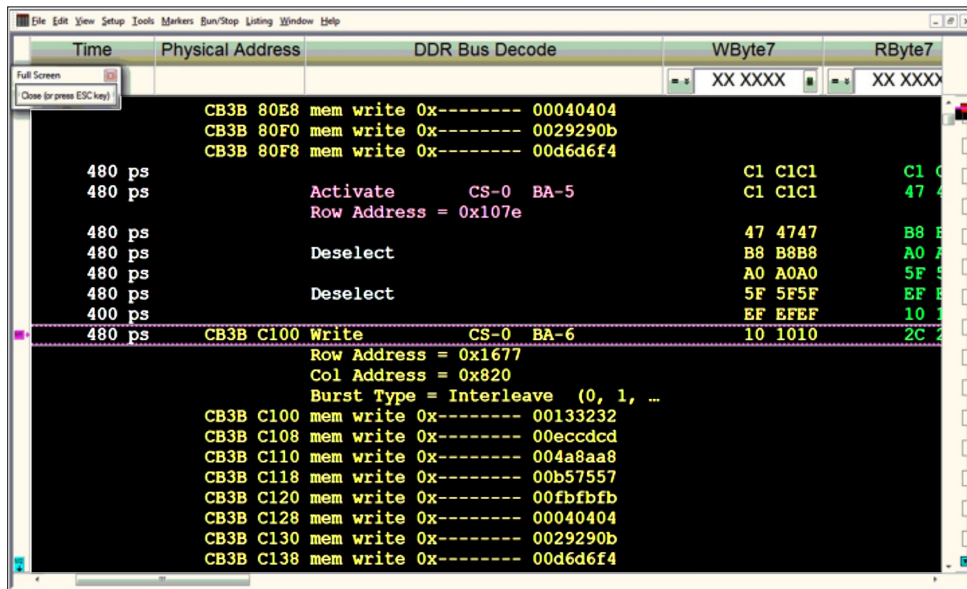 File Edit View Setup Tools Markers Run/Stop Listing Window Help
Time Physical Address DDR Bus Decode WByte7 RByte7
Full Screen
Close (or press ESC key)
XX XXXX XX XXXX
CB3B 80E8 mem write 0x-------- 00040404
CB3B 80F0 mem write 0x-------- 0029290b
CB3B 80F8 mem write 0x-------- 00d6d6f4
480 ps C1 C1C1 C1
480 ps Activate CS-0 BA-5 C1 C1C1 47
Row Address = 0x107e
480 ps 47 4747 B8
480 ps Deselect B8 B8B8 A0
480 ps A0 A0A0 5F
480 ps Deselect 5F 5F5F EF
400 ps EF EFEF 10
480 ps CB3B C100 Write CS-0 BA-6 10 1010 2C
Row Address = 0x1677
Col Address = 0x820
Burst Type = Interleave (0, 1, …
CB3B C100 mem write 0x-------- 00133232
CB3B C108 mem write 0x-------- 00eccdcd
CB3B C110 mem write 0x-------- 004a8aa8
CB3B C118 mem write 0x-------- 00b57557
CB3B C120 mem write 0x-------- 00fbfbfb
CB3B C128 mem write 0x-------- 00040404
CB3B C130 mem write 0x-------- 0029290b
CB3B C138 mem write 0x-------- 00d6d6f4